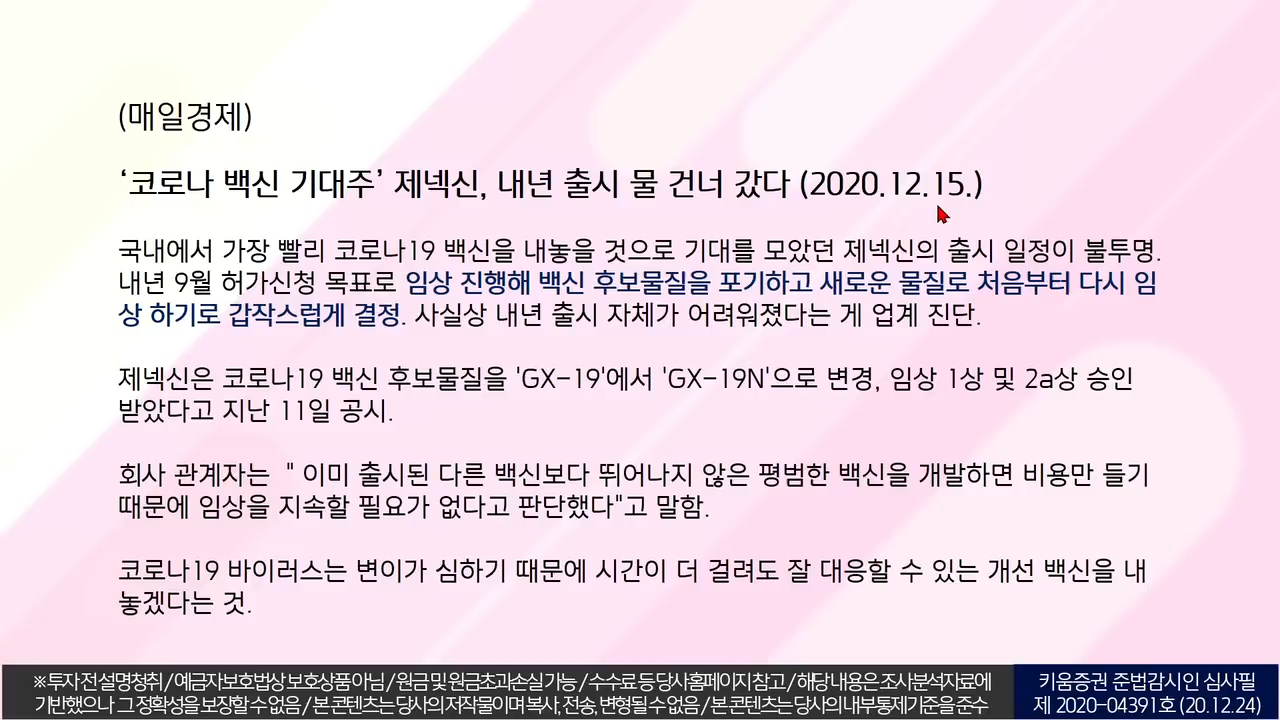 (매일경제)
‘코로나 백신 기대주’ 제넥신, 내년 출시 물 건너 갔다 (2020.12.15.)
국내에서 가장 빨리 코로나19 백신을 내놓을 것으로 기대를 모았던 제넥신의 출시 일정이 불투명.
내년 9월 허가신청 목표로 임상 진행해 백신 후보물질을 포기하고 새로운 물질로 처음부터 다시 임
상 하기로 갑작스럽게 결정. 사실상 내년 출시 자체가 어려워졌다는 게 업계 진단.
제넥신은 코로나19 백신 후보물질을 'GX-19'에서 'GX-19N'으로 변경, 임상 1상 및 2a상 승인
받았다고 지난 11일 공시.
회사 관계자는 " 이미 출시된 다른 백신보다 뛰어나지 않은 평범한 백신을 개발하면 비용만 들기
때문에 임상을 지속할 필요가 없다고 판단했다"고 말함.
코로나19 바이러스는 변이가 심하기 때문에 시간이 더 걸려도 잘 대응할 수 있는 개선 백신을 내
놓겠다는 것.
※ 투자 전 설명청취 / 예금자보호법상 보호상품 아님 / 원금 및 원금초과손실 가능 / 수수료 등 당사홈페이지 참고 / 해당 내용은 조사분석자료에
기반했으나 그 정확성을 보장할 수 없음 / 본 콘텐츠는 당사의 저작물이며 복사, 전송, 변형될 수 없음 / 본 콘텐츠는 당사의 내부통제기준을 준수
키움증권 준법감시인 심사필
제 2020-04391호 (20.12.24)